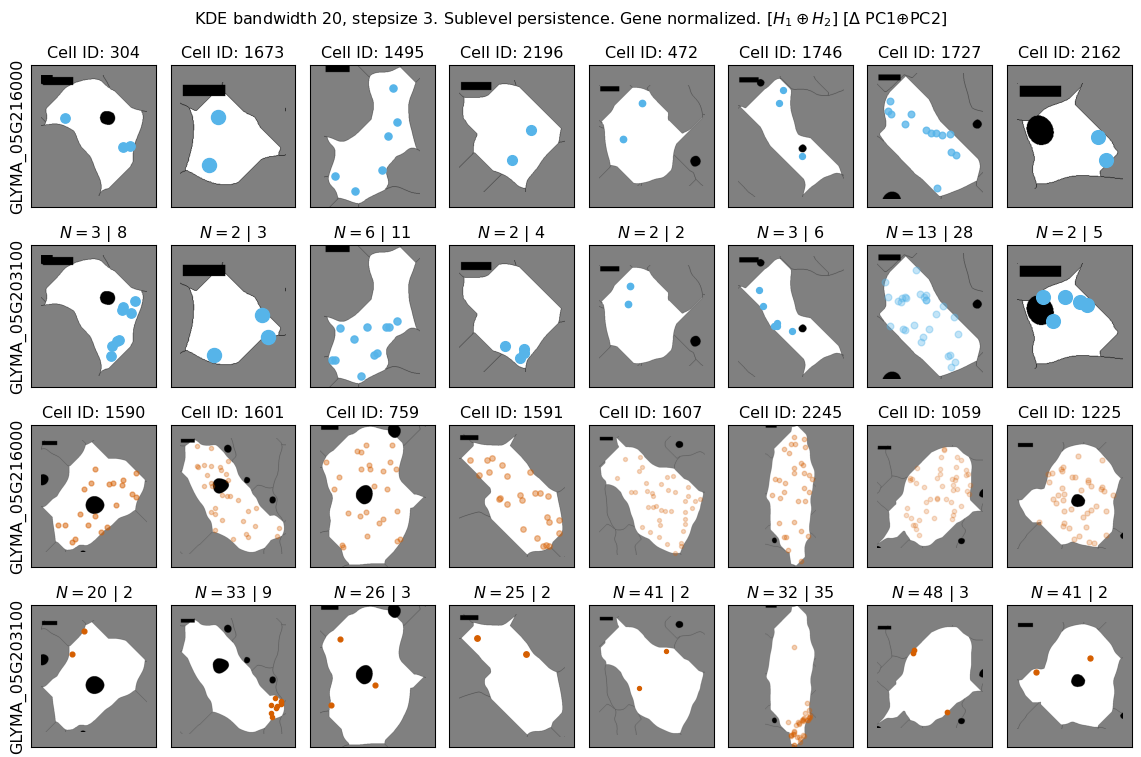 KDE bandwidth 20, stepsize 3. Sublevel persistence. Gene normalized. [$H_1 \oplus H_2$] [Δ PC1⊕PC2]
Cell ID: 304 Cell ID: 1673 Cell ID: 1495 Cell ID: 2196 Cell ID: 472 Cell ID: 1746 Cell ID: 1727 Cell ID: 2162
GLYMA_05G216000
N = 3 | 8 N = 2 | 3 N = 6 | 11 N = 2 | 4 N = 2 | 2 N = 3 | 6 N = 13 | 28 N = 2 | 5
GLYMA_05G203100
Cell ID: 1590 Cell ID: 1601 Cell ID: 759 Cell ID: 1591 Cell ID: 1607 Cell ID: 2245 Cell ID: 1059 Cell ID: 1225
GLYMA_05G216000
N = 20 | 2 N = 33 | 9 N = 26 | 3 N = 25 | 2 N = 41 | 2 N = 32 | 35 N = 48 | 3 N = 41 | 2
GLYMA_05G203100